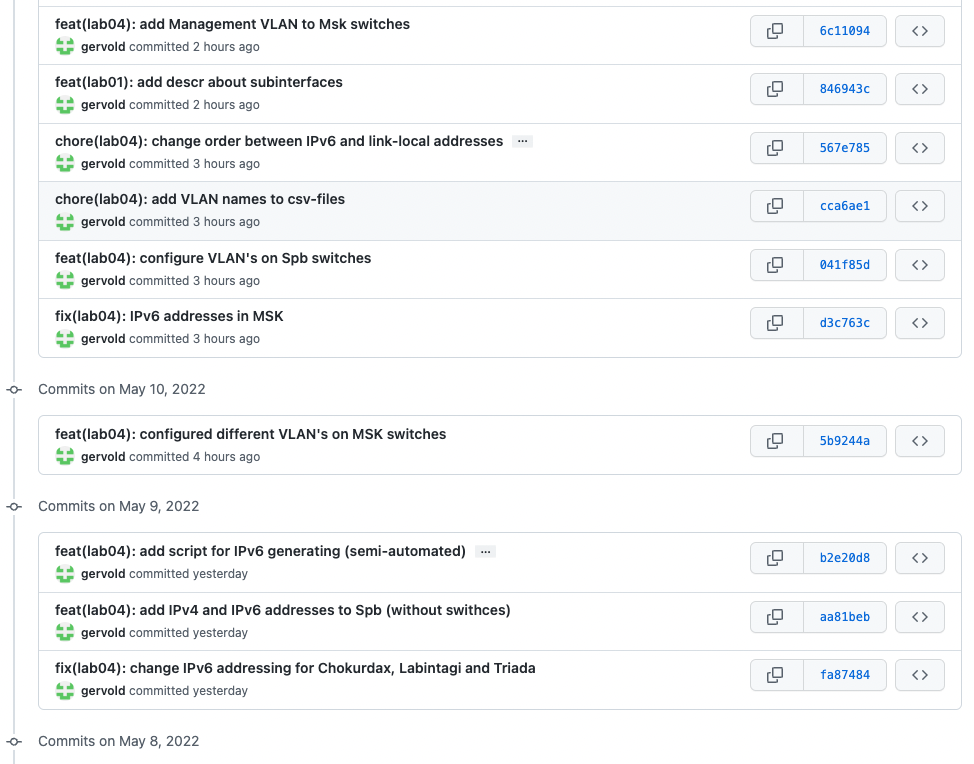 feat(lab04): add Management VLAN to Msk switches
gervold committed 2 hours ago
6c11094
feat(lab01): add descr about subinterfaces
gervold committed 2 hours ago
846943c
chore(lab04): change order between IPv6 and link-local addresses ...
gervold committed 3 hours ago
567e785
chore(lab04): add VLAN names to csv-files
gervold committed 3 hours ago
cca6ae1
feat(lab04): configure VLAN's on Spb switches
gervold committed 3 hours ago
041f85d
fix(lab04): IPv6 addresses in MSK
gervold committed 3 hours ago
d3c763c
Commits on May 10, 2022
feat(lab04): configured different VLAN's on MSK switches
gervold committed 4 hours ago
5b9244a
Commits on May 9, 2022
feat(lab04): add script for IPv6 generating (semi-automated) ...
gervold committed yesterday
b2e20d8
feat(lab04): add IPv4 and IPv6 addresses to Spb (without swithces)
gervold committed yesterday
aa81beb
fix(lab04): change IPv6 addressing for Chokurdax, Labintagi and Triada
gervold committed yesterday
fa87484
Commits on May 8, 2022